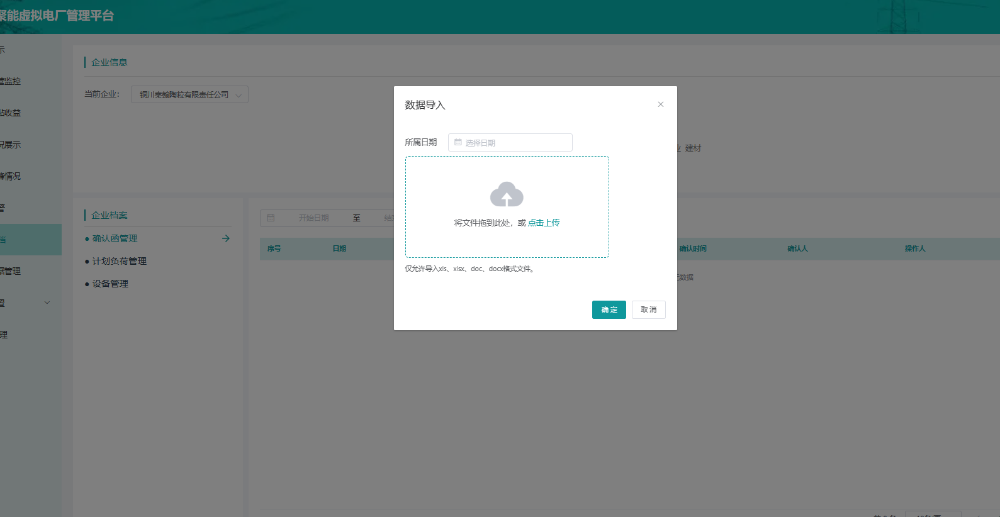 聚能虚拟电厂管理平台
示
营监控
占收益
况展示
峰情况
警
档
据管理
置
理
企业信息
当前企业：
铜川秦翰陶粒有限责任公司
业 建材
企业档案
确认函管理
计划负荷管理
设备管理
开始日期 至 结
序号 日期 确认时间 确认人 操作人
数据
数据导入
所属日期 选择日期
将文件拖到此处，或 点击上传
仅允许导入xls、xlsx、doc、docx格式文件。
确 定 取 消